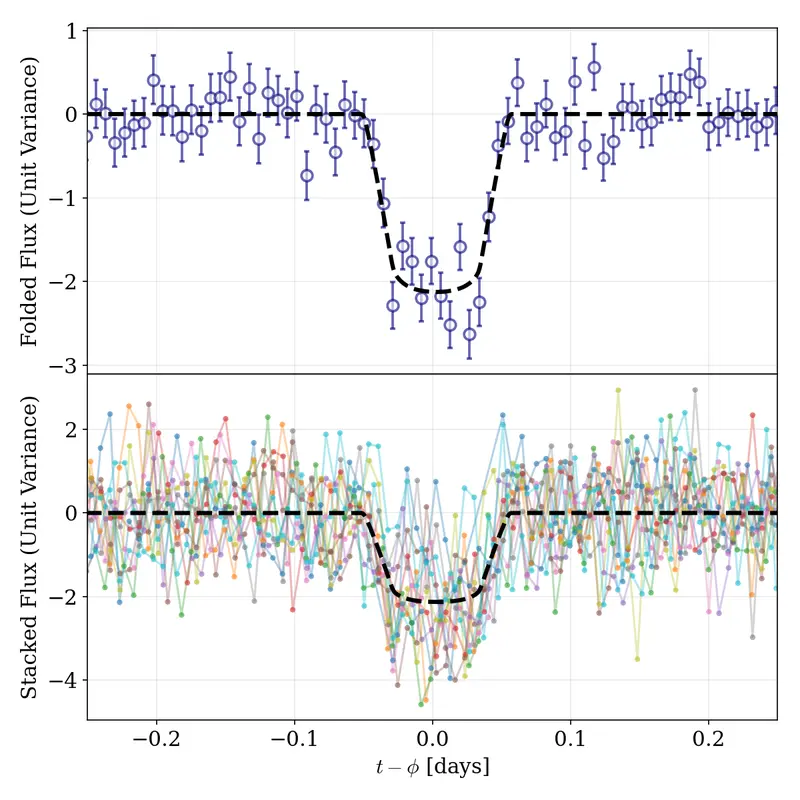 Folded Flux (Unit Variance)
1
0
−1
−2
−3
Stacked Flux (Unit Variance)
2
0
−2
−4
−0.2 −0.1 0.0 0.1 0.2
t − ϕ [days]